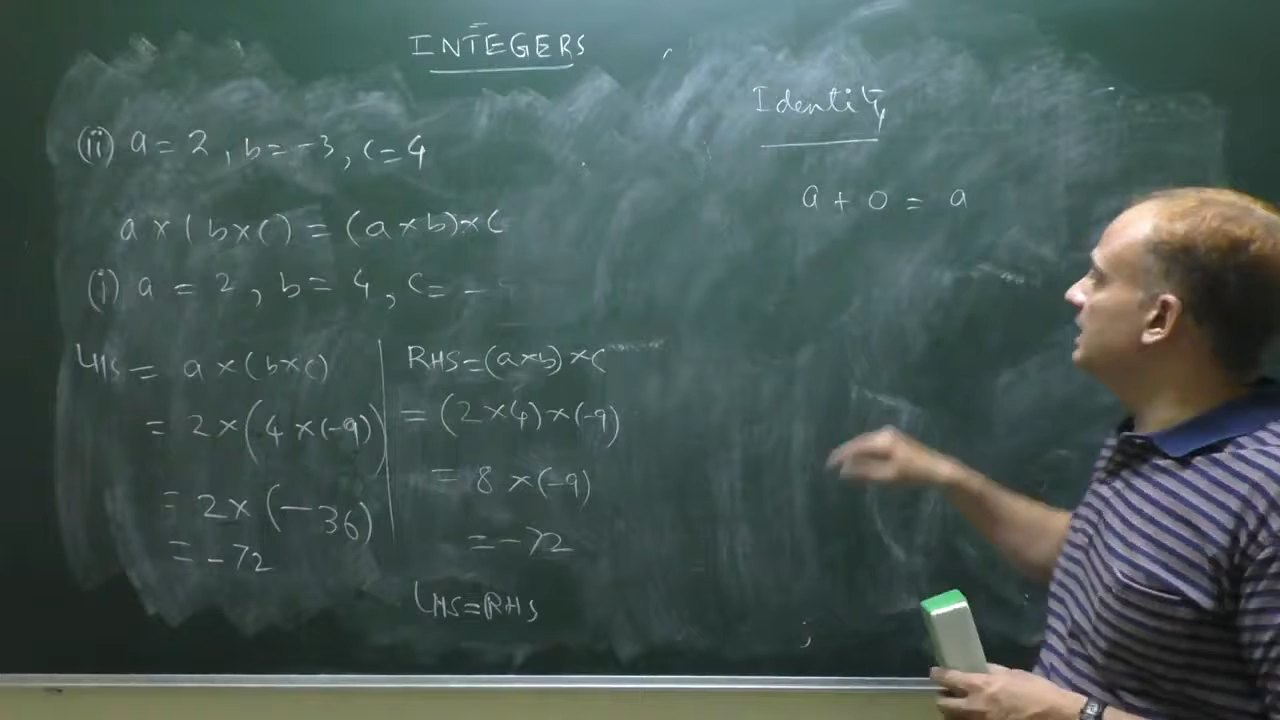 INTEGERS
Identity
(ii) a = 2, b = -3, c = 4
a + 0 = a
a × (b × c) = (a × b) × c
(i) a = 2, b = 4, c = -
LHS = a × (b × c)
= 2 × (4 × (-9))
= 2 × (-36)
= -72
RHS = (a × b) × c
= (2 × 4) × (-9)
= 8 × (-9)
= -72
LHS = RHS